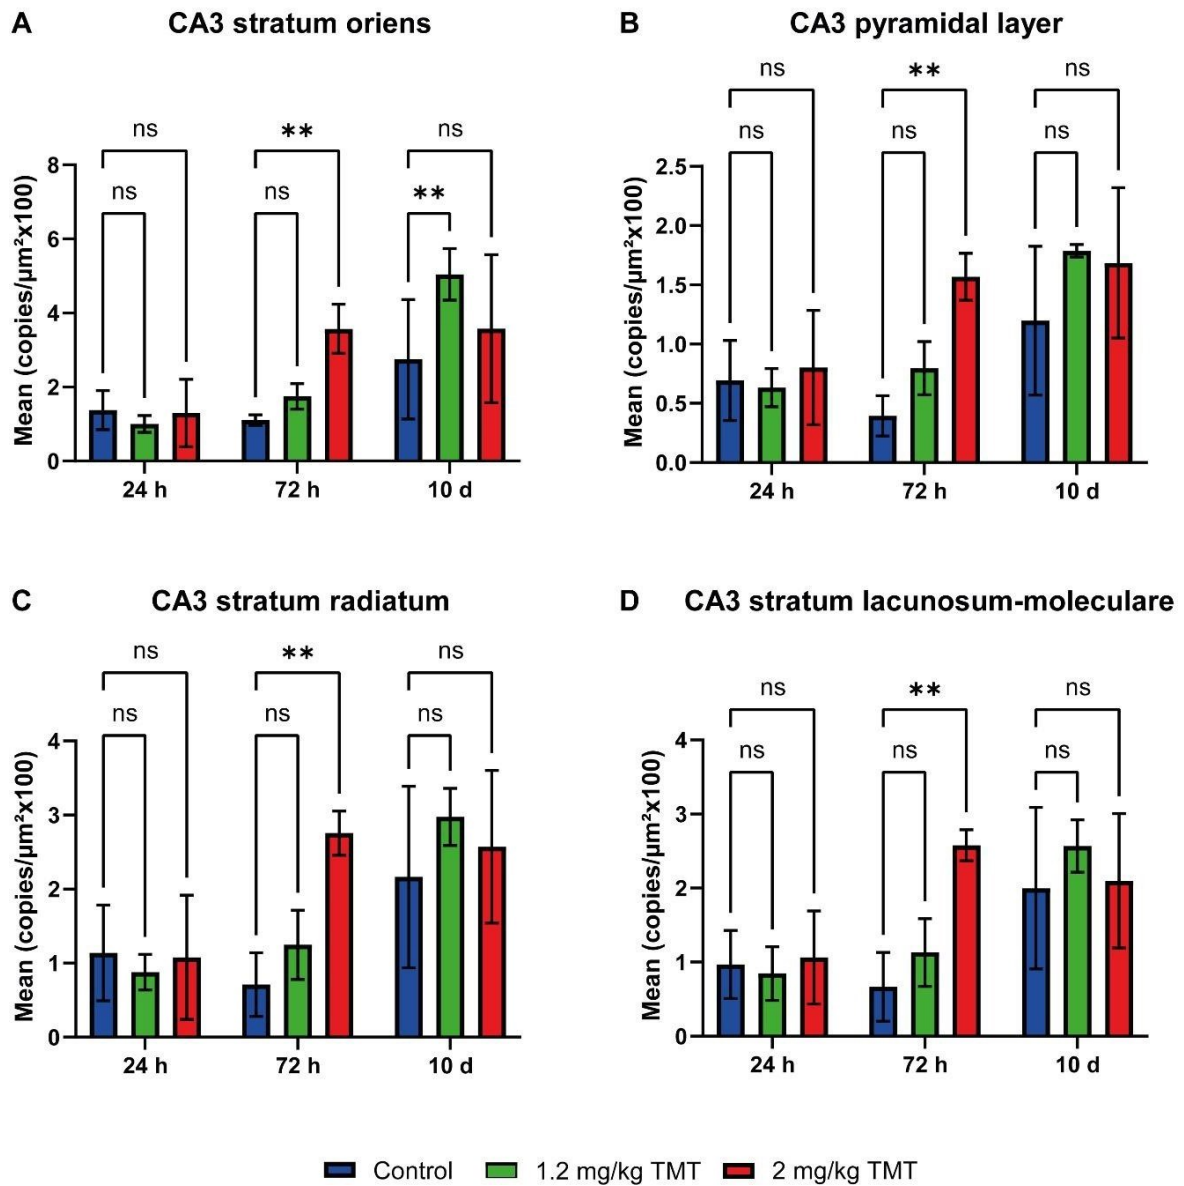 A CA3 stratum oriens
ns ** ns
ns ns **
8
6
4
2
0
Mean (copies/µm²x100)
24 h 72 h 10 d
B CA3 pyramidal layer
ns ** ns
ns ns ns
2.5
2.0
1.5
1.0
0.5
0.0
Mean (copies/µm²x100)
24 h 72 h 10 d
C CA3 stratum radiatum
ns ** ns
ns ns ns
4
3
2
1
0
Mean (copies/µm²x100)
24 h 72 h 10 d
D CA3 stratum lacunosum-moleculare
ns ** ns
ns ns ns
4
3
2
1
0
Mean (copies/µm²x100)
24 h 72 h 10 d
Control 1.2 mg/kg TMT 2 mg/kg TMT